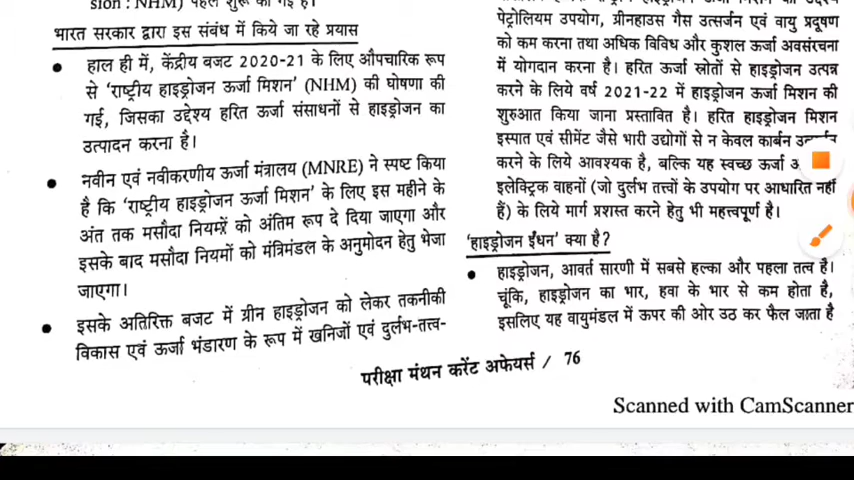 sion : NHM) पहल शुरू की गई है।
भारत सरकार द्वारा इस संबंध में किये जा रहे प्रयास
● हाल ही में, केंद्रीय बजट 2020-21 के लिए औपचारिक रूप
से ‘राष्ट्रीय हाइड्रोजन ऊर्जा मिशन’ (NHM) की घोषणा की
गई, जिसका उद्देश्य हरित ऊर्जा संसाधनों से हाइड्रोजन का
उत्पादन करना है।
● नवीन एवं नवीकरणीय ऊर्जा मंत्रालय (MNRE) ने स्पष्ट किया
है कि ‘राष्ट्रीय हाइड्रोजन ऊर्जा मिशन’ के लिए इस महीने के
अंत तक मसौदा नियमों को अंतिम रूप दे दिया जाएगा और
इसके बाद मसौदा नियमों को मंत्रिमंडल के अनुमोदन हेतु भेजा
जाएगा।
● इसके अतिरिक्त बजट में ग्रीन हाइड्रोजन को लेकर तकनीकी
विकास एवं ऊर्जा भंडारण के रूप में खनिजों एवं दुर्लभ-तत्त्व-
पेट्रोलियम उपयोग, ग्रीनहाउस गैस उत्सर्जन एवं वायु प्रदूषण
को कम करना तथा अधिक विविध और कुशल ऊर्जा अवसंरचना
में योगदान करना है। हरित ऊर्जा स्रोतों से हाइड्रोजन उत्पन्न
करने के लिये वर्ष 2021-22 में हाइड्रोजन ऊर्जा मिशन की
शुरुआत किया जाना प्रस्तावित है। हरित हाइड्रोजन मिशन
इस्पात एवं सीमेंट जैसे भारी उद्योगों से न केवल कार्बन
करने के लिये आवश्यक है, बल्कि यह स्वच्छ ऊर्जा
इलेक्ट्रिक वाहनों (जो दुर्लभ तत्त्वों के उपयोग पर आधारित नहीं
हैं) के लिये मार्ग प्रशस्त करने हेतु भी महत्त्वपूर्ण है।
‘हाइड्रोजन ईंधन’ क्या है?
● हाइड्रोजन, आवर्त सारणी में सबसे हल्का और पहला तत्व है।
चूंकि, हाइड्रोजन का भार, हवा के भार से कम होता है,
इसलिए यह वायुमंडल में ऊपर की ओर उठ कर फैल जाता है
परीक्षा मंथन करेंट अफेयर्स / 76
Scanned with CamScanner